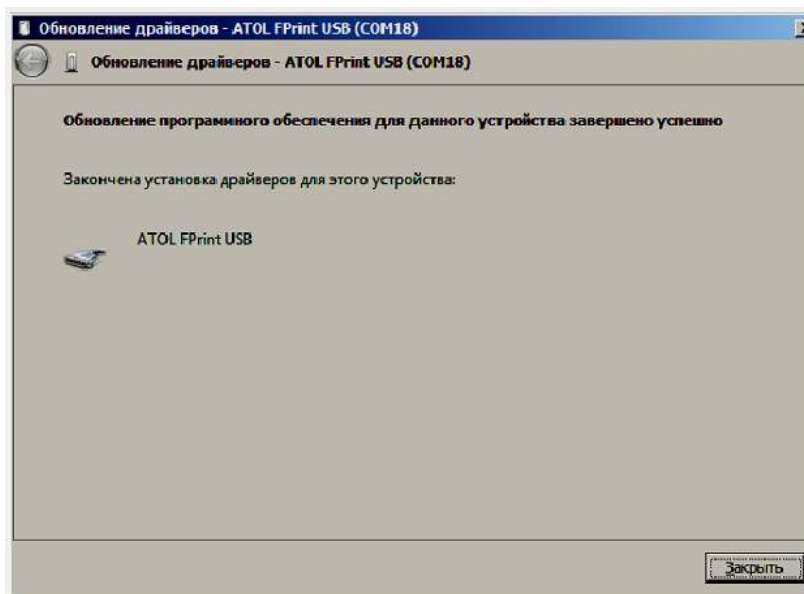 Обновление драйверов - ATOL FPrint USB (COM18)
Обновление драйверов - ATOL FPrint USB (COM18)
Обновление программного обеспечения для данного устройства завершено успешно
Закончена установка драйверов для этого устройства:
ATOL FPrint USB
Закрыть